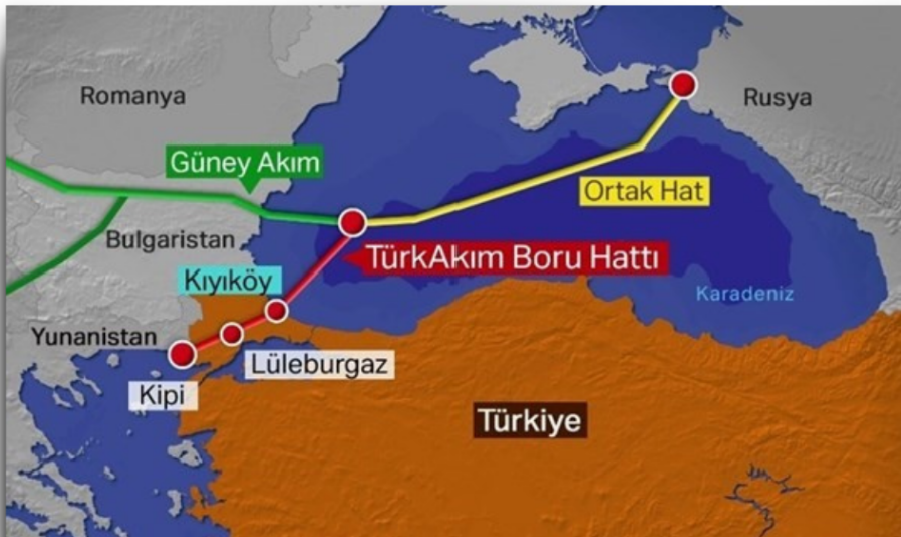 Romanya
Rusya
Güney Akım
Ortak Hat
Bulgaristan
TürkAkım Boru Hattı
Kıyıköy
Karadeniz
Yunanistan
Lüleburgaz
Kipi
Türkiye